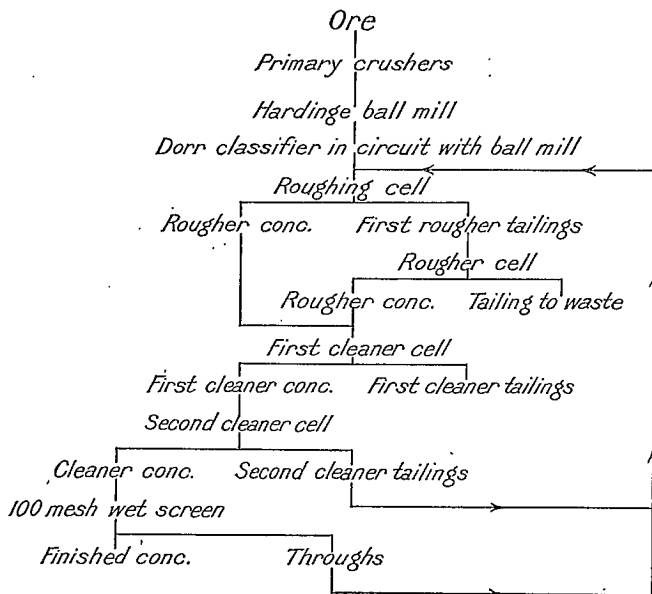 Ore
Primary crushers
Hardinge ball mill
Dorr classifier in circuit with ball mill
Roughing cell
Rougher conc. First rougher tailings
Rougher cell
Rougher conc. Tailing to waste
First cleaner cell
First cleaner conc. First cleaner tailings
Second cleaner cell
Cleaner conc. Second cleaner tailings
100 mesh wet screen
Finished conc. Throughs